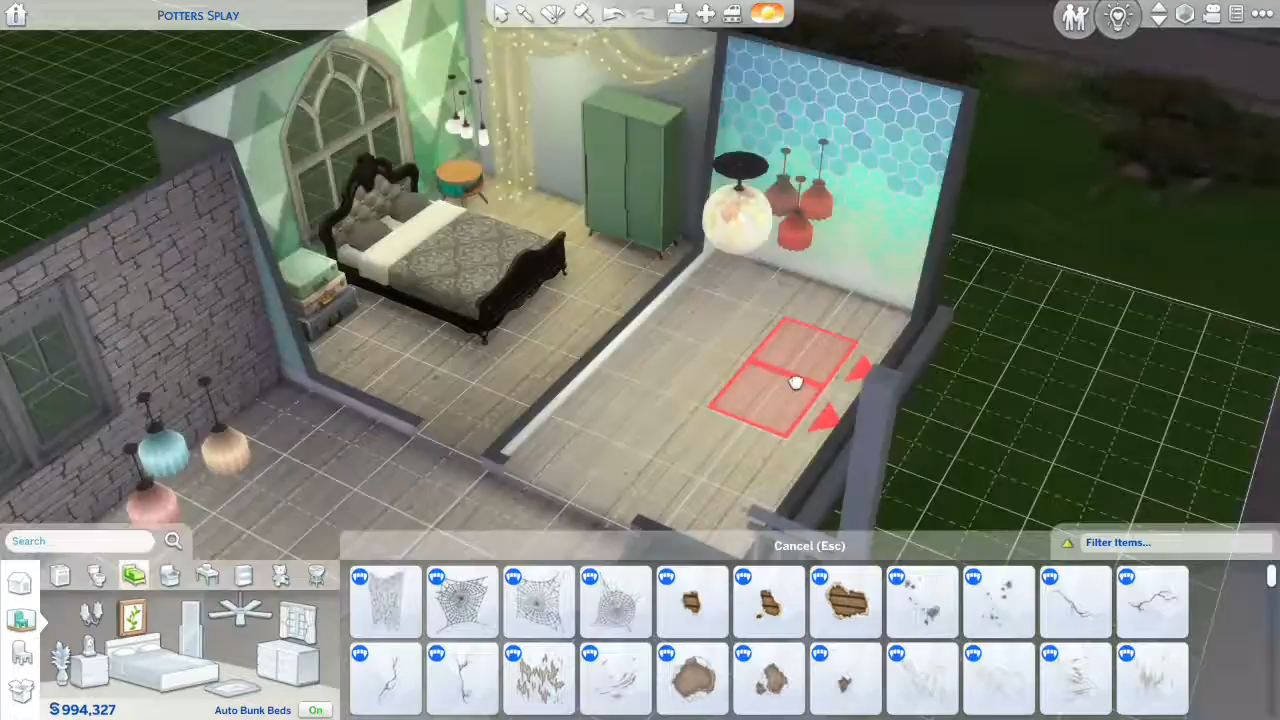 Potters Splay
Search
Cancel (Esc)
Filter Items...
§994,327
Auto Bunk Beds
On